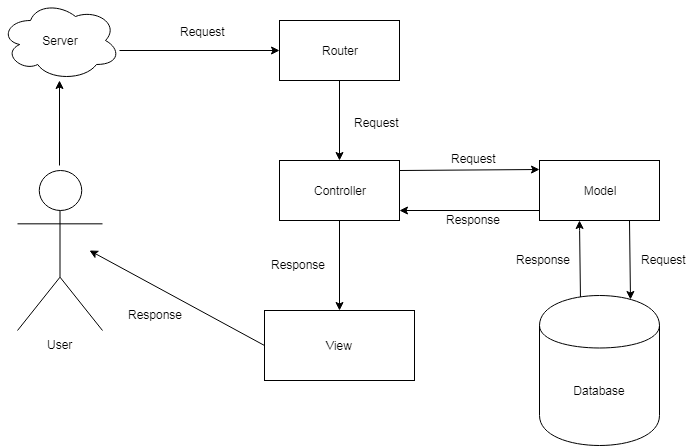 Server
Request
Router
Request
Request
Controller
Model
Response
Response
Response
Request
Response
View
User
Database